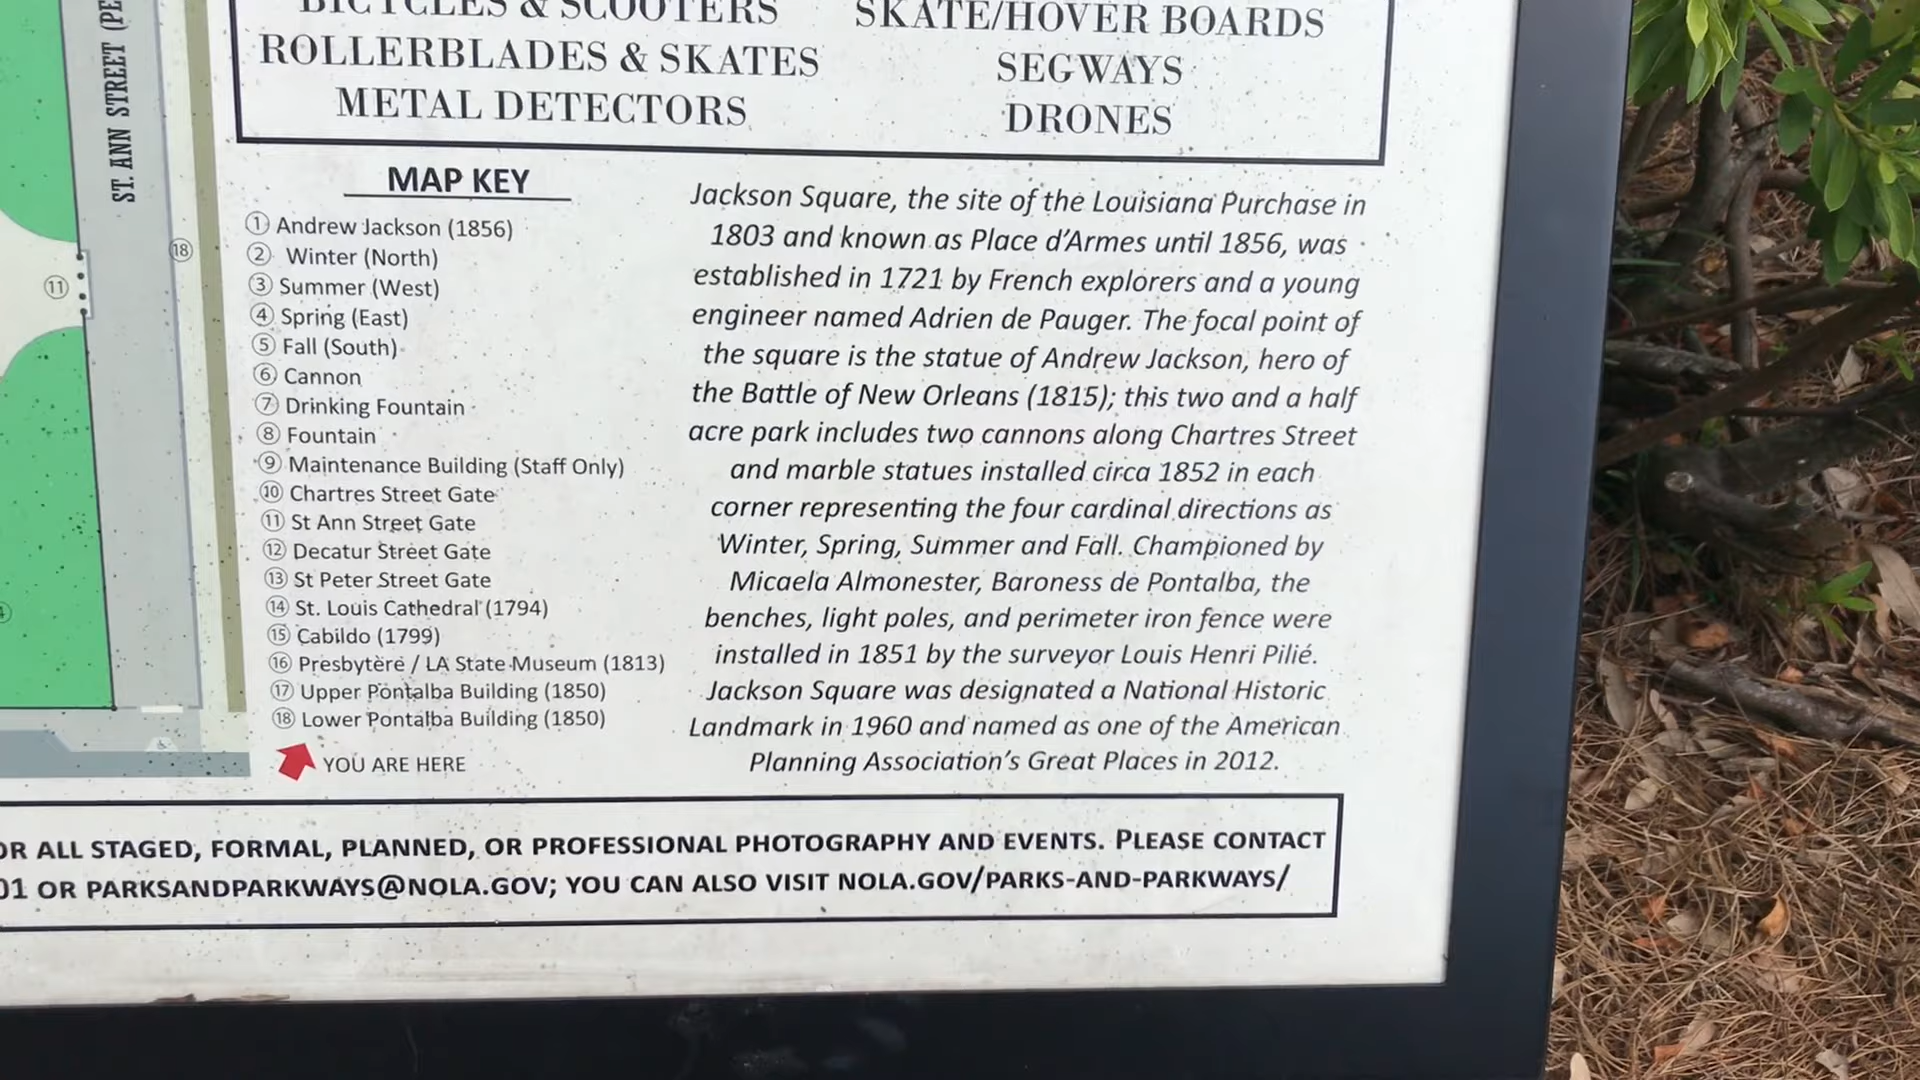 BICYCLES & SCOOTERS
SKATE/HOVER BOARDS
ROLLERBLADES & SKATES
SEGWAYS
METAL DETECTORS
DRONES
ST. ANN STREET
18
11
MAP KEY
1 Andrew Jackson (1856)
2 Winter (North)
3 Summer (West)
4 Spring (East)
5 Fall (South)
6 Cannon
7 Drinking Fountain
8 Fountain
9 Maintenance Building (Staff Only)
10 Chartres Street Gate
11 St Ann Street Gate
12 Decatur Street Gate
13 St Peter Street Gate
14 St. Louis Cathedral (1794)
15 Cabildo (1799)
16 Presbytère / LA State Museum (1813)
17 Upper Pontalba Building (1850)
18 Lower Pontalba Building (1850)
YOU ARE HERE
Jackson Square, the site of the Louisiana Purchase in
1803 and known as Place d'Armes until 1856, was
established in 1721 by French explorers and a young
engineer named Adrien de Pauger. The focal point of
the square is the statue of Andrew Jackson, hero of
the Battle of New Orleans (1815); this two and a half
acre park includes two cannons along Chartres Street
and marble statues installed circa 1852 in each
corner representing the four cardinal directions as
Winter, Spring, Summer and Fall. Championed by
Micaela Almonester, Baroness de Pontalba, the
benches, light poles, and perimeter iron fence were
installed in 1851 by the surveyor Louis Henri Pilié.
Jackson Square was designated a National Historic
Landmark in 1960 and named as one of the American
Planning Association's Great Places in 2012.
OR ALL STAGED, FORMAL, PLANNED, OR PROFESSIONAL PHOTOGRAPHY AND EVENTS. PLEASE CONTACT
01 OR PARKSANDPARKWAYS@NOLA.GOV; YOU CAN ALSO VISIT NOLA.GOV/PARKS-AND-PARKWAYS/